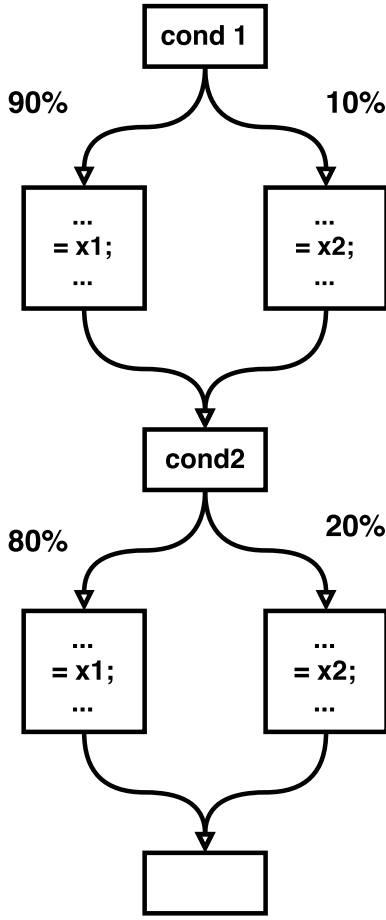 cond 1
90%
10%
...
= x1;
...
...
= x2;
...
cond2
80%
20%
...
= x1;
...
...
= x2;
...